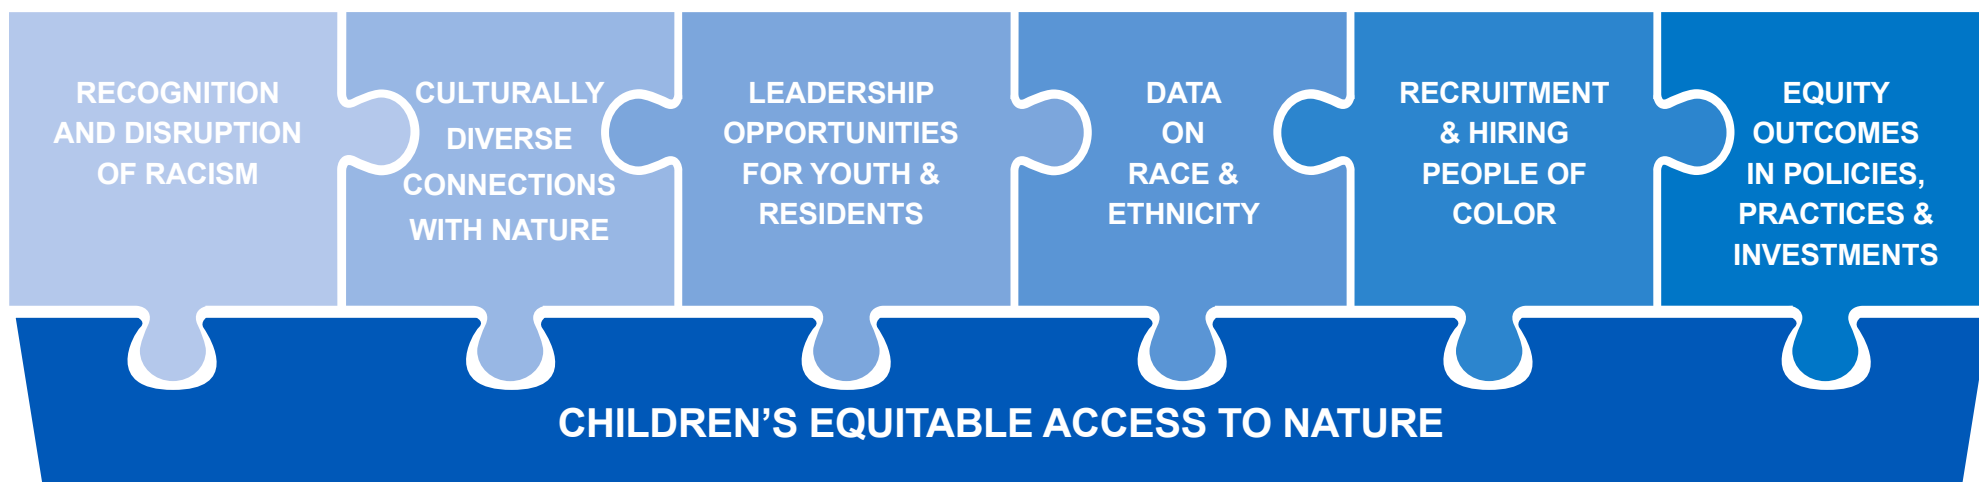 RECOGNITION
AND DISRUPTION
OF RACISM
CULTURALLY
DIVERSE
CONNECTIONS
WITH NATURE
LEADERSHIP
OPPORTUNITIES
FOR YOUTH &
RESIDENTS
DATA
ON
RACE &
ETHNICITY
RECRUITMENT
& HIRING
PEOPLE OF
COLOR
EQUITY
OUTCOMES
IN POLICIES,
PRACTICES &
INVESTMENTS
CHILDREN’S EQUITABLE ACCESS TO NATURE